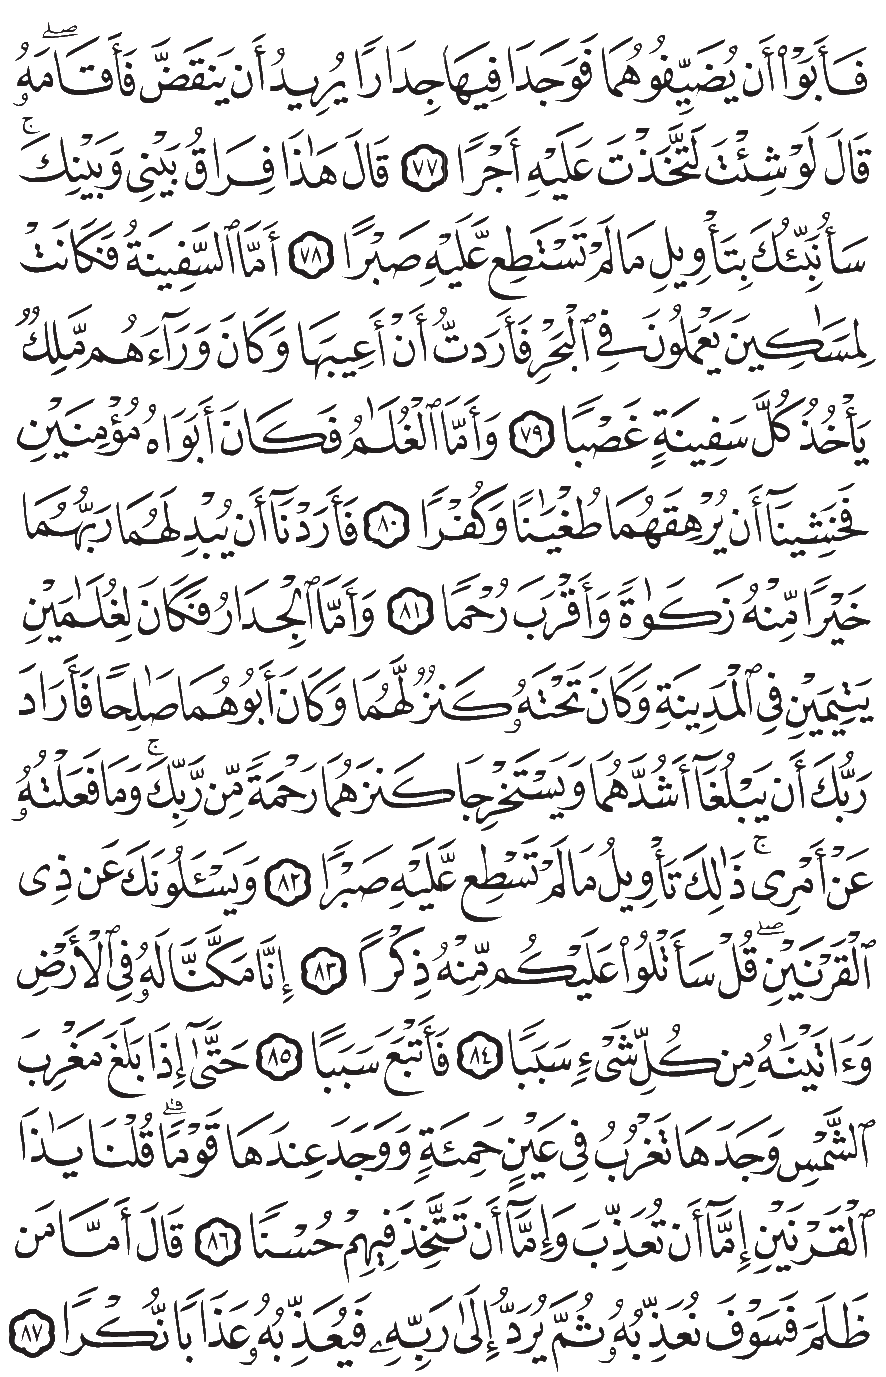 فَأَبَوْا۟ أَن يُضَيِّفُوهُمَا فَوَجَدَا فِيهَا جِدَارًا يُرِيدُ أَن يَنقَضَّ فَأَقَامَهُۥۖ
قَالَ لَوْ شِئْتَ لَتَّخَذْتَ عَلَيْهِ أَجْرًا ۝٧٧ قَالَ هَٰذَا فِرَاقُ بَيْنِى وَبَيْنِكَۚ
سَأُنَبِّئُكَ بِتَأْوِيلِ مَا لَمْ تَسْتَطِع عَّلَيْهِ صَبْرًا ۝٧٨ أَمَّا ٱلسَّفِينَةُ فَكَانَتْ
لِمَسَٰكِينَ يَعْمَلُونَ فِى ٱلْبَحْرِ فَأَرَدتُّ أَنْ أَعِيبَهَا وَكَانَ وَرَآءَهُم مَّلِكٌ
يَأْخُذُ كُلَّ سَفِينَةٍ غَصْبًا ۝٧٩ وَأَمَّا ٱلْغُلَٰمُ فَكَانَ أَبَوَاهُ مُؤْمِنَيْنِ
فَخَشِينَآ أَن يُرْهِقَهُمَا طُغْيَٰنًا وَكُفْرًا ۝٨٠ فَأَرَدْنَآ أَن يُبْدِلَهُمَا رَبُّهُمَا
خَيْرًا مِّنْهُ زَكَوٰةً وَأَقْرَبَ رُحْمًا ۝٨١ وَأَمَّا ٱلْجِدَارُ فَكَانَ لِغُلَٰمَيْنِ
يَتِيمَيْنِ فِى ٱلْمَدِينَةِ وَكَانَ تَحْتَهُۥ كَنزٌ لَّهُمَا وَكَانَ أَبُوهُمَا صَٰلِحًا فَأَرَادَ
رَبُّكَ أَن يَبْلُغَآ أَشُدَّهُمَا وَيَسْتَخْرِجَا كَنزَهُمَا رَحْمَةً مِّن رَّبِّكَۚ وَمَا فَعَلْتُهُۥ
عَنْ أَمْرِىۚ ذَٰلِكَ تَأْوِيلُ مَا لَمْ تَسْطِع عَّلَيْهِ صَبْرًا ۝٨٢ وَيَسْـَٔلُونَكَ عَن ذِى
ٱلْقَرْنَيْنِۖ قُلْ سَأَتْلُوا۟ عَلَيْكُم مِّنْهُ ذِكْرًا ۝٨٣ إِنَّا مَكَّنَّا لَهُۥ فِى ٱلْأَرْضِ
وَءَاتَيْنَٰهُ مِن كُلِّ شَىْءٍ سَبَبًا ۝٨٤ فَأَتْبَعَ سَبَبًا ۝٨٥ حَتَّىٰٓ إِذَا بَلَغَ مَغْرِبَ
ٱلشَّمْسِ وَجَدَهَا تَغْرُبُ فِى عَيْنٍ حَمِئَةٍ وَوَجَدَ عِندَهَا قَوْمًاۗ قُلْنَا يَٰذَا
ٱلْقَرْنَيْنِ إِمَّآ أَن تُعَذِّبَ وَإِمَّآ أَن تَتَّخِذَ فِيهِمْ حُسْنًا ۝٨٦ قَالَ أَمَّا مَن
ظَلَمَ فَسَوْفَ نُعَذِّبُهُۥ ثُمَّ يُرَدُّ إِلَىٰ رَبِّهِۦ فَيُعَذِّبُهُۥ عَذَابًا نُّكْرًا ۝٨٧